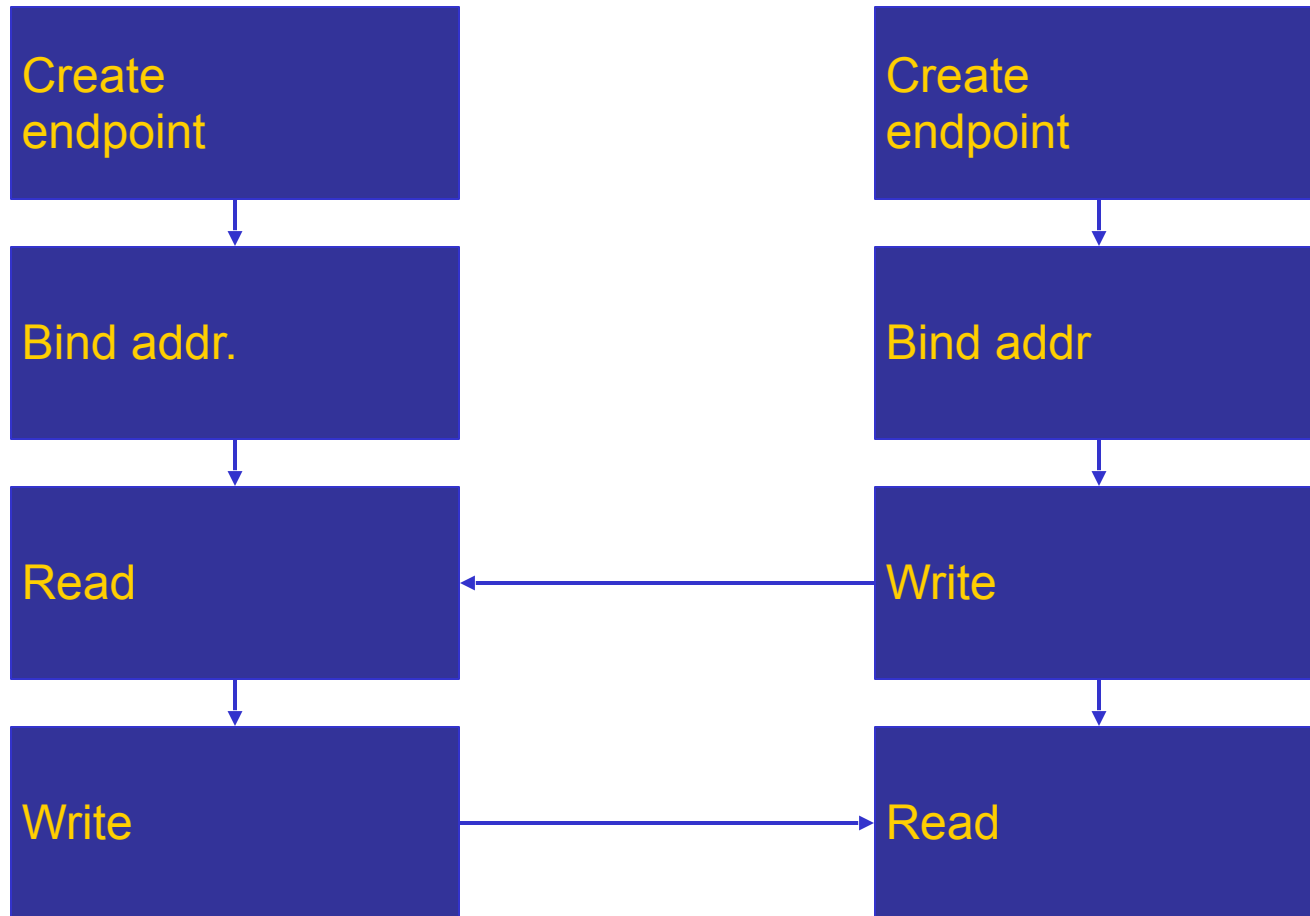 Create
endpoint
Create
endpoint
Bind addr.
Bind addr
Read
Write
Write
Read